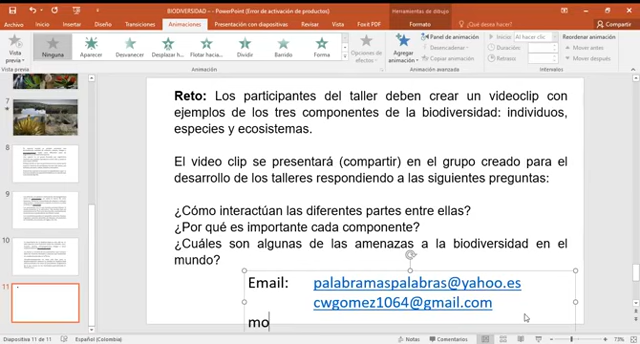 BIODIVERSIDAD - - PowerPoint (Error de activación de productos)
Herramientas de dibujo
Archivo Inicio Insertar Diseño Transiciones Animaciones Presentación con diapositivas Revisar Vista Foxit PDF Formato ¿Qué desea hacer? Compartir
Vista previa
Ninguna Aparecer Desvanecer Desplazar h... Flotar hacia... Dividir Barrido Forma
Opciones de efectos
Agregar animación
Panel de animación
Desencadenar
Copiar animación
Inicio: Al hacer clic
Duración:
Retraso:
Reordenar animación
Mover antes
Mover después
Vista previa Animación Animación avanzada Intervalos
7
8
9
10
11
Reto: Los participantes del taller deben crear un videoclip con
ejemplos de los tres componentes de la biodiversidad: individuos,
especies y ecosistemas.
El video clip se presentará (compartir) en el grupo creado para el
desarrollo de los talleres respondiendo a las siguientes preguntas:
¿Cómo interactúan las diferentes partes entre ellas?
¿Por qué es importante cada componente?
¿Cuáles son algunas de las amenazas a la biodiversidad en el
mundo?
Email: palabramaspalabras@yahoo.es
cwgomez1064@gmail.com
mo
Diapositiva 11 de 11 Español (Colombia) Notas Comentarios 73%